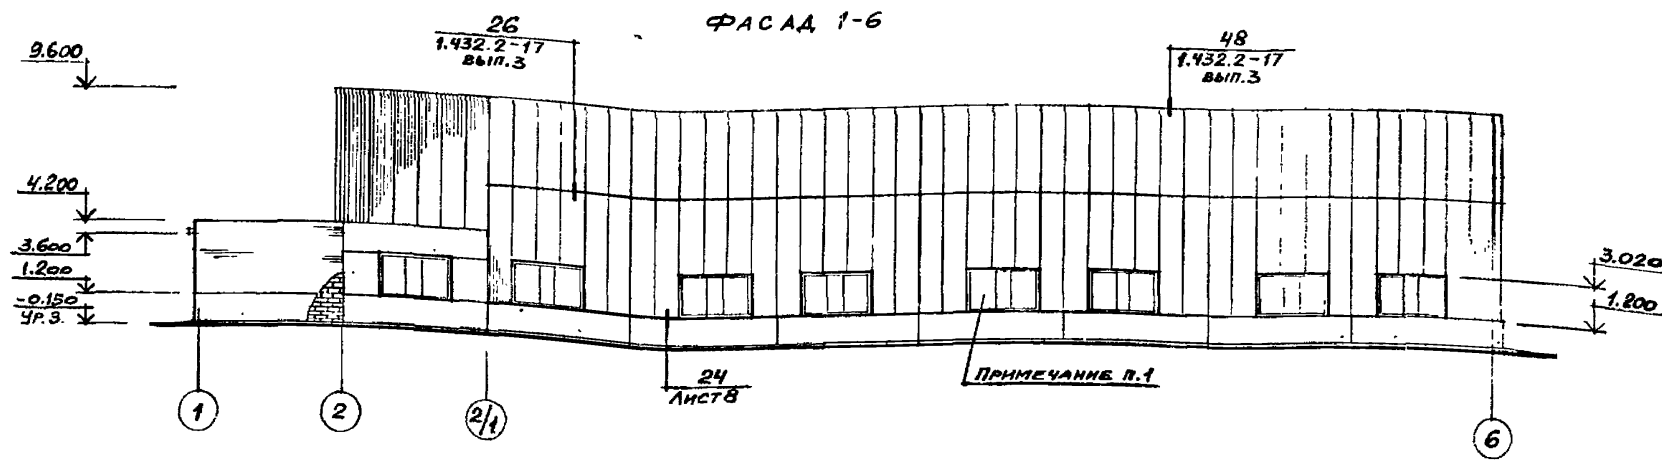 ФАСАД 1-6
26
1.432.2-17
вып.3
48
1.432.2-17
вып.3
9.600
4.200
3.600
1.200
-0.150
УР.З.
3.020
1.200
24
Лист 8
ПРИМЕЧАНИЕ П.1
1
2
2/1
6